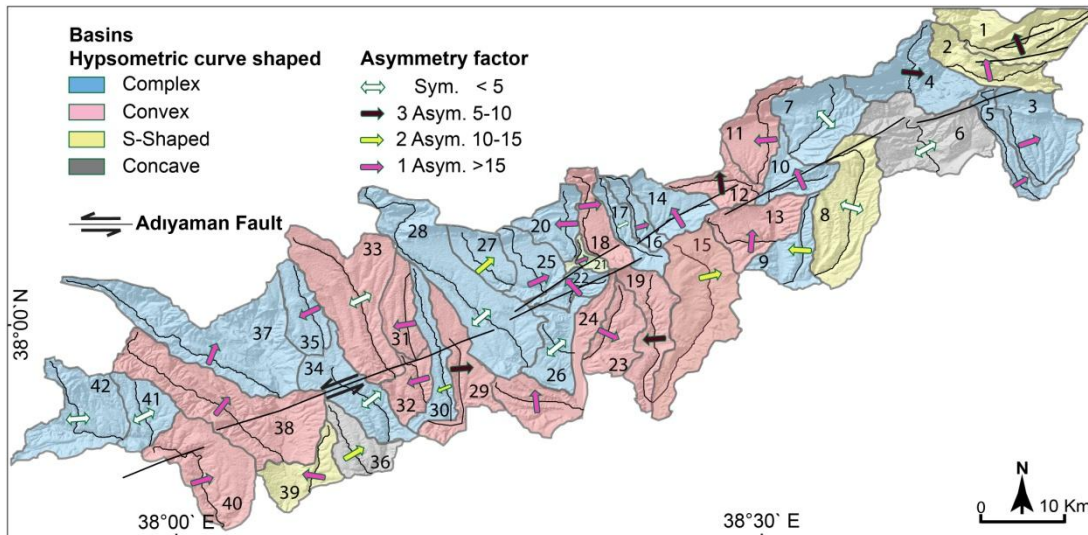 Basins
Hypsometric curve shaped
Complex
Convex
S-Shaped
Concave
Adıyaman Fault
Asymmetry factor
Sym. < 5
3 Asym. 5-10
2 Asym. 10-15
1 Asym. >15
1
2
3
4
5
6
7
8
9
10
11
12
13
14
15
16
17
18
19
20
21
22
23
24
25
26
27
28
29
30
31
32
33
34
35
36
37
38
39
40
41
42
38°00 N
38°00` E
38°30` E
N
0 10 Km